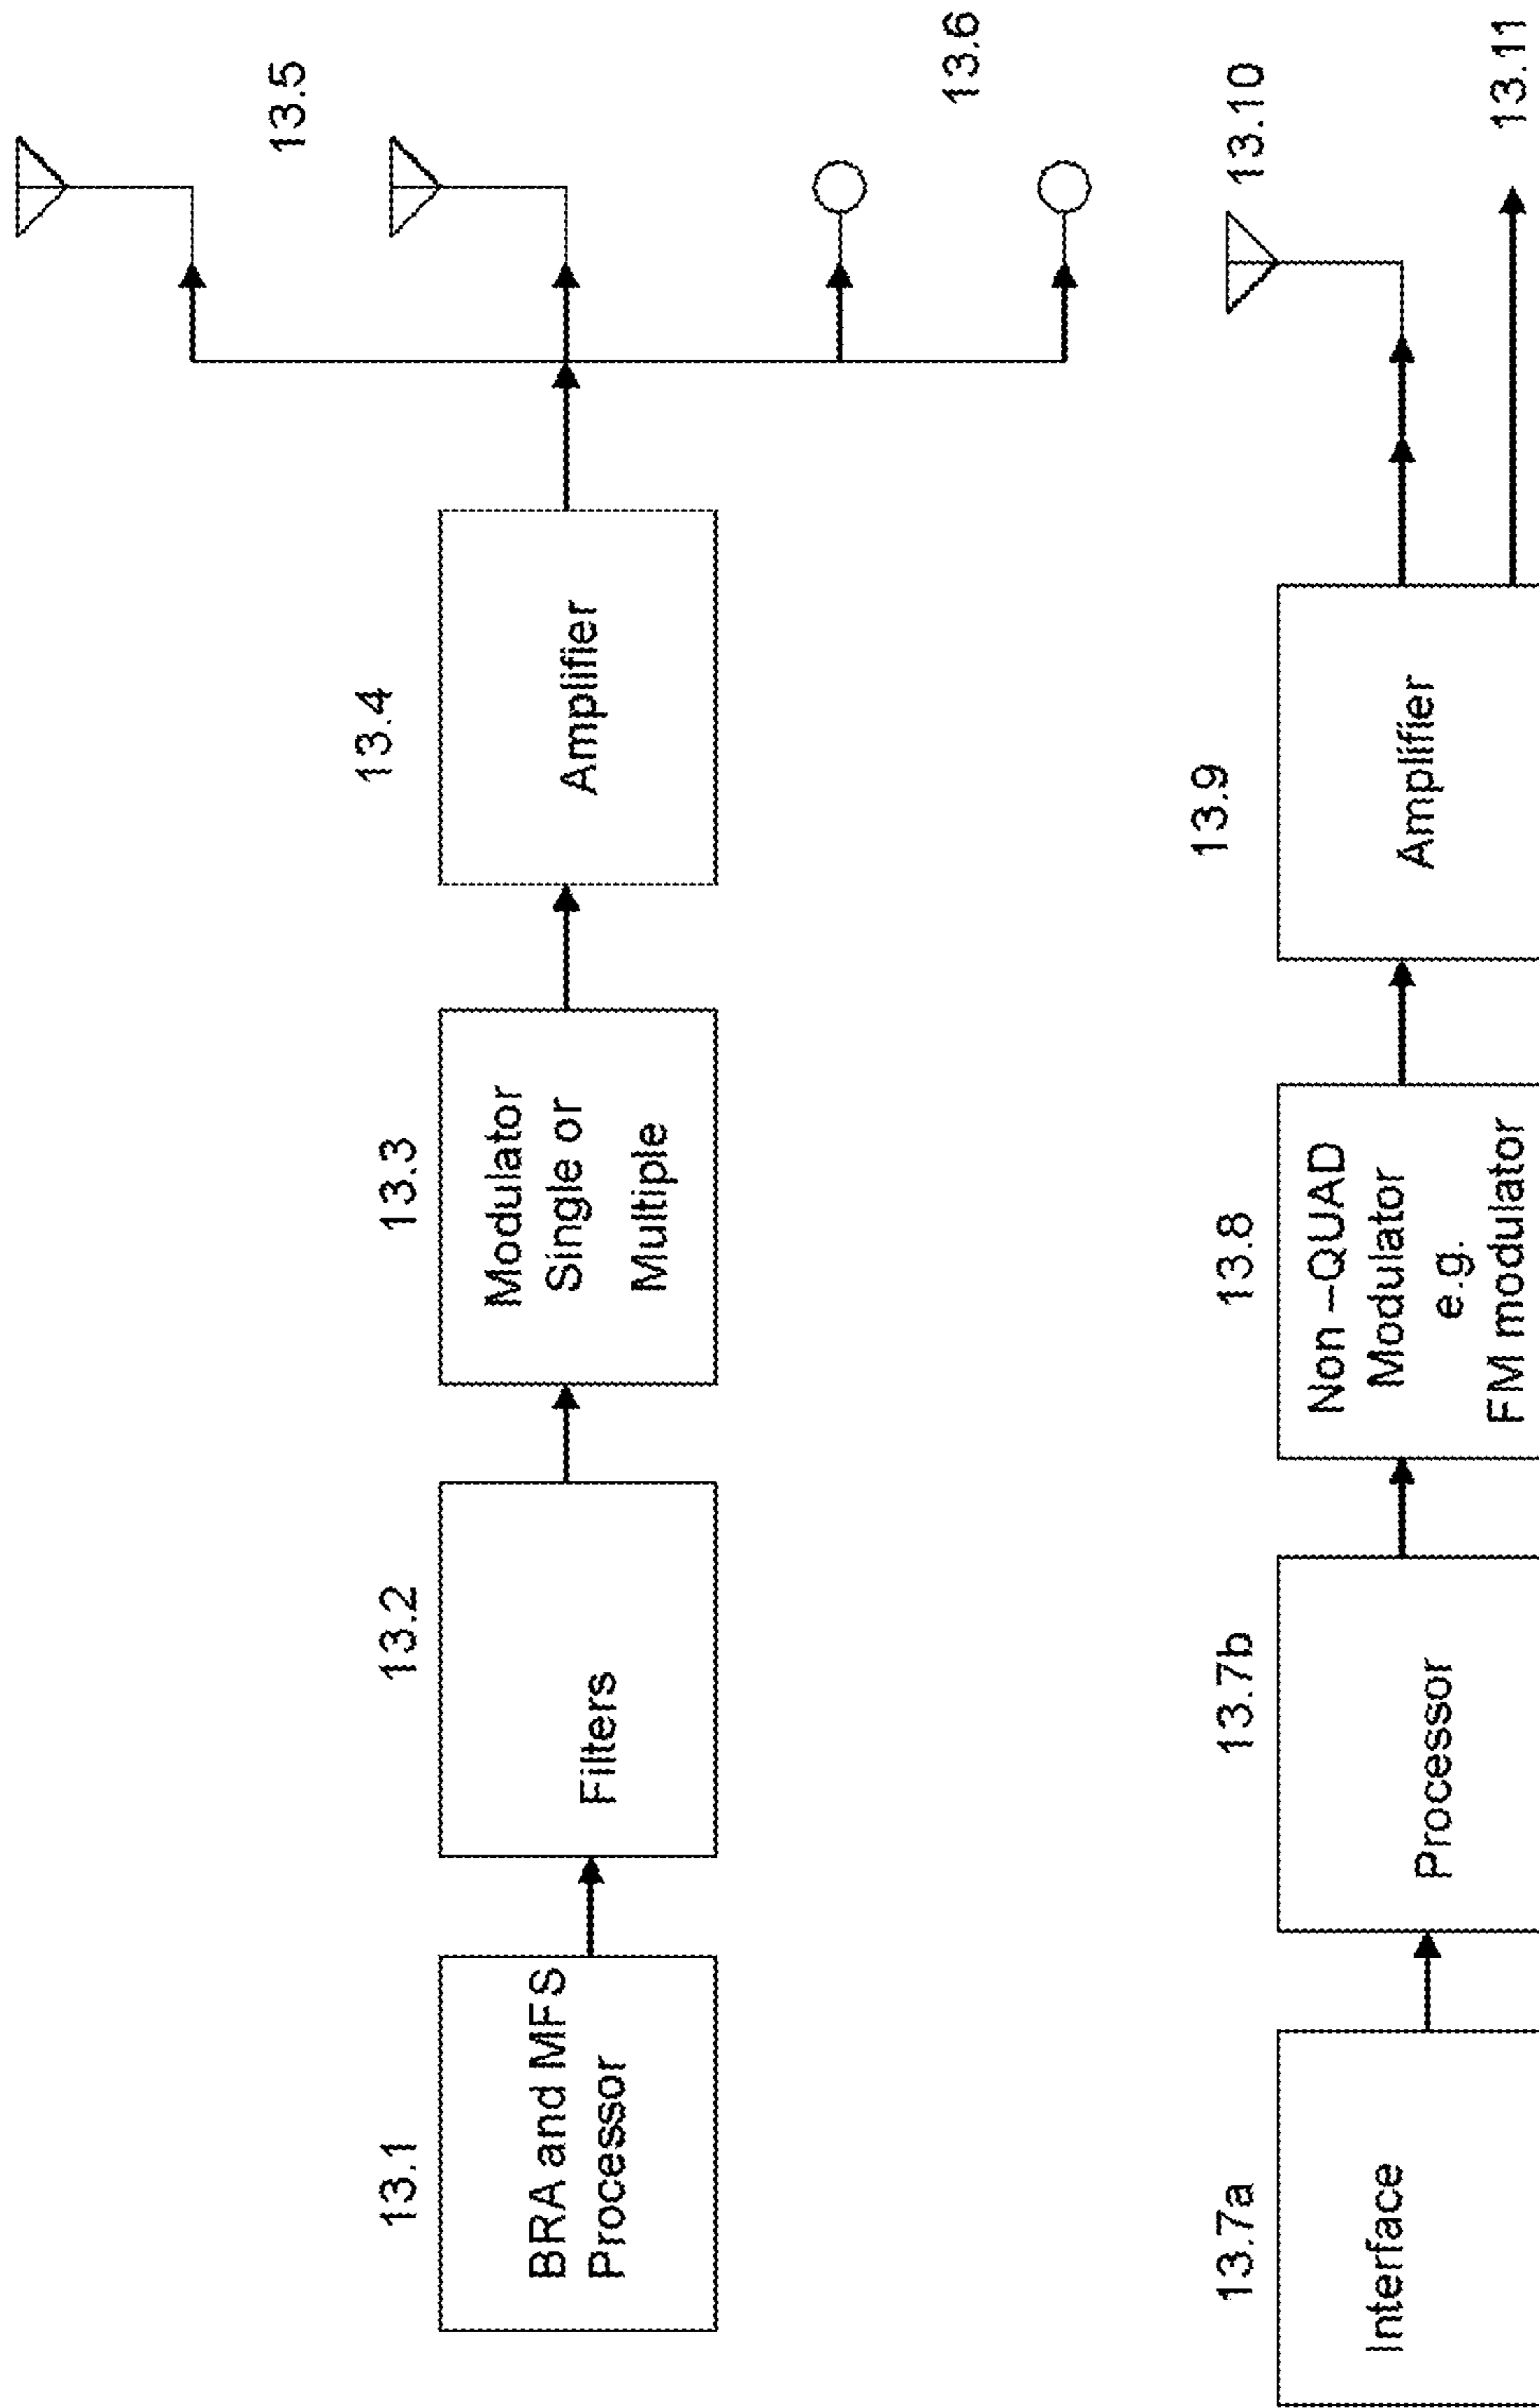 13.1
BRA and MFS
Processor
13.2
Filters
13.3
Modulator
Single or
Multiple
13.4
Amplifier
13.5
13.6
13.7a
Interface
13.7b
Processor
13.8
Non –QUAD
Modulator
e.g.
FM modulator
13.9
Amplifier
13.10
13.11